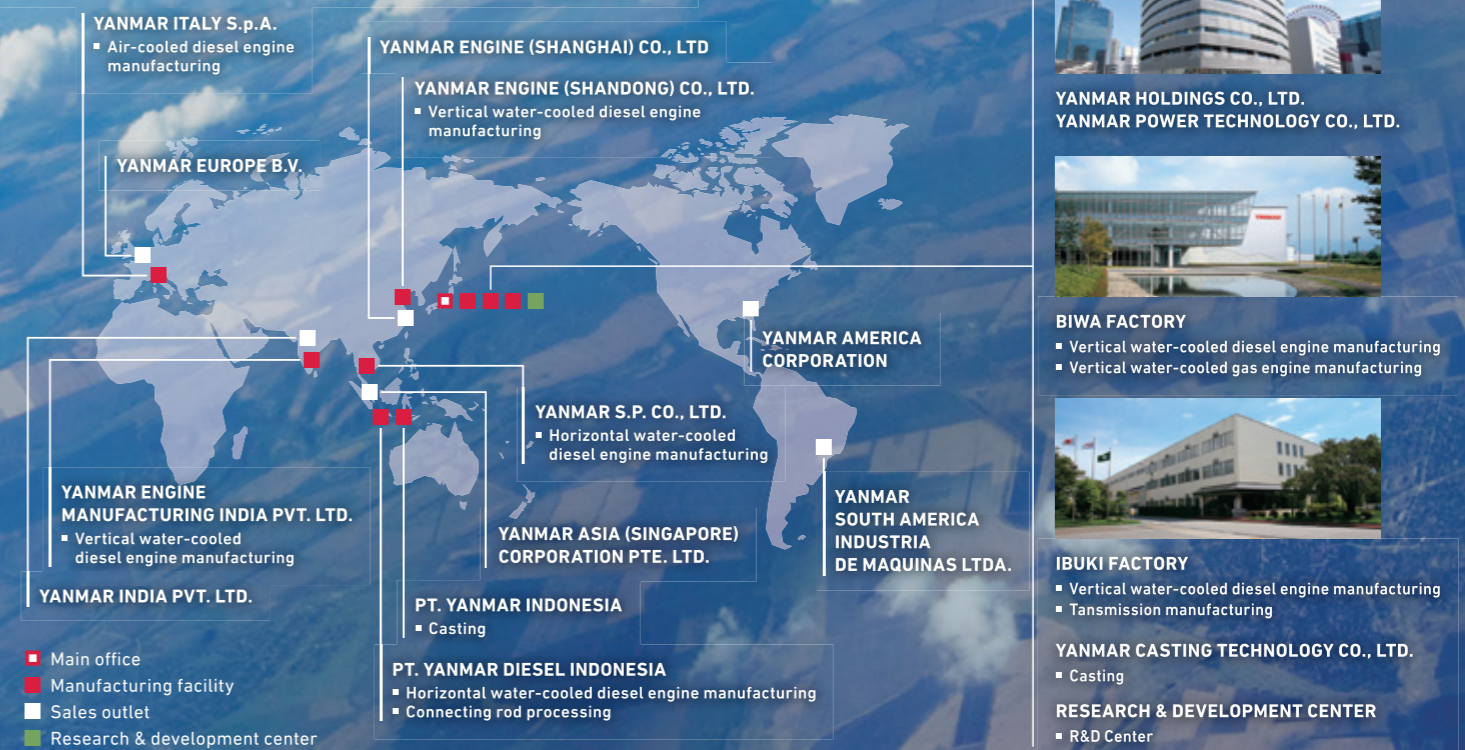 YANMAR ITALY S.p.A.
▪ Air-cooled diesel engine
manufacturing
YANMAR EUROPE B.V.
YANMAR ENGINE (SHANGHAI) CO., LTD
YANMAR ENGINE (SHANDONG) CO., LTD.
▪ Vertical water-cooled diesel engine
manufacturing
YANMAR AMERICA
CORPORATION
YANMAR S.P. CO., LTD.
▪ Horizontal water-cooled
diesel engine manufacturing
YANMAR ENGINE
MANUFACTURING INDIA PVT. LTD.
▪ Vertical water-cooled
diesel engine manufacturing
YANMAR INDIA PVT. LTD.
YANMAR ASIA (SINGAPORE)
CORPORATION PTE. LTD.
YANMAR
SOUTH AMERICA
INDUSTRIA
DE MAQUINAS LTDA.
PT. YANMAR INDONESIA
▪ Casting
PT. YANMAR DIESEL INDONESIA
▪ Horizontal water-cooled diesel engine manufacturing
▪ Connecting rod processing
Main office
Manufacturing facility
Sales outlet
Research & development center
YANMAR HOLDINGS CO., LTD.
YANMAR POWER TECHNOLOGY CO., LTD.
YANMAR
BIWA FACTORY
▪ Vertical water-cooled diesel engine manufacturing
▪ Vertical water-cooled gas engine manufacturing
IBUKI FACTORY
▪ Vertical water-cooled diesel engine manufacturing
▪ Tansmission manufacturing
YANMAR CASTING TECHNOLOGY CO., LTD.
▪ Casting
RESEARCH & DEVELOPMENT CENTER
▪ R&D Center